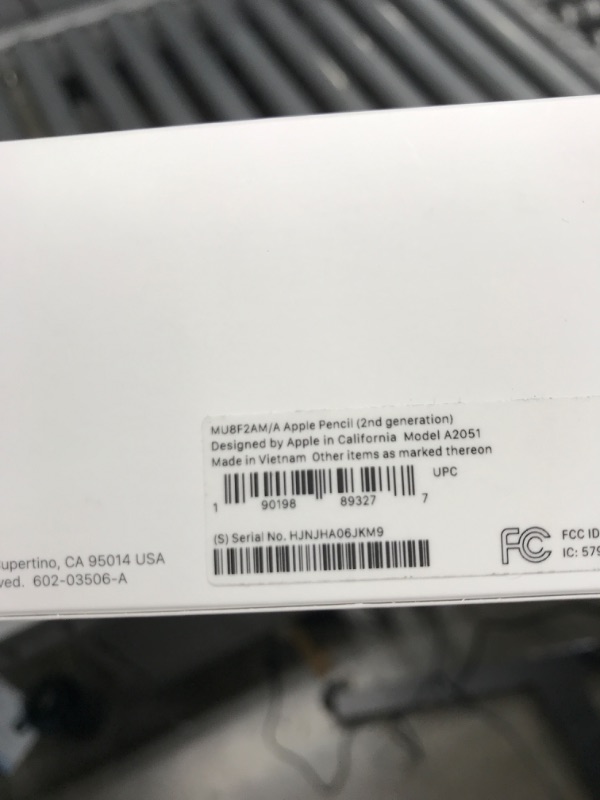 MU8F2AM/A Apple Pencil (2nd generation)
Designed by Apple in California Model A2051
Made in Vietnam Other items as marked thereon
UPC
1 90198 89327 7
(S) Serial No. HJNJHA06JKM9
upertino, CA 95014 USA
ved. 602-03506-A
FC
FCC ID
IC: 579